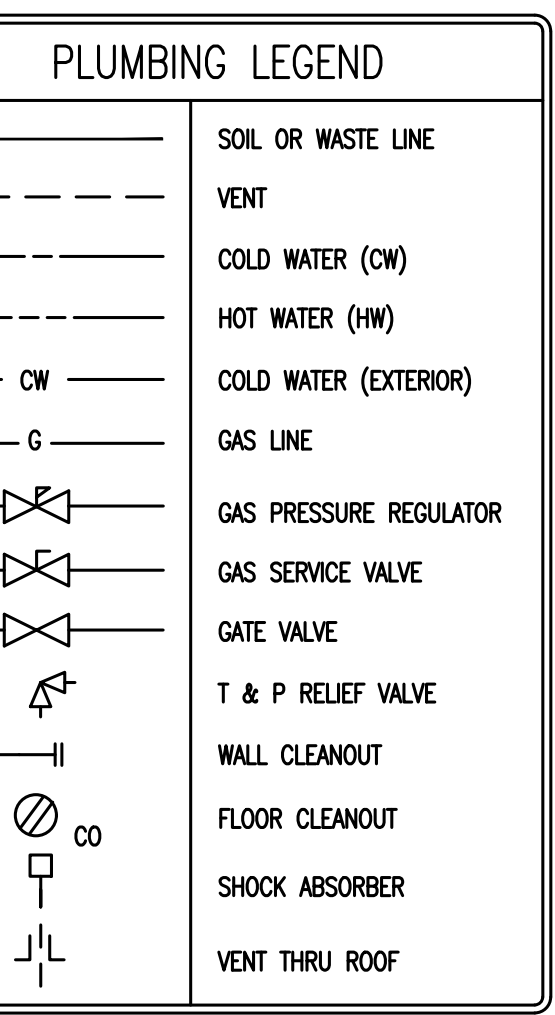 PLUMBING LEGEND
SOIL OR WASTE LINE
VENT
COLD WATER (CW)
HOT WATER (HW)
CW COLD WATER (EXTERIOR)
G GAS LINE
GAS PRESSURE REGULATOR
GAS SERVICE VALVE
GATE VALVE
T & P RELIEF VALVE
WALL CLEANOUT
FLOOR CLEANOUT
CO
SHOCK ABSORBER
VENT THRU ROOF